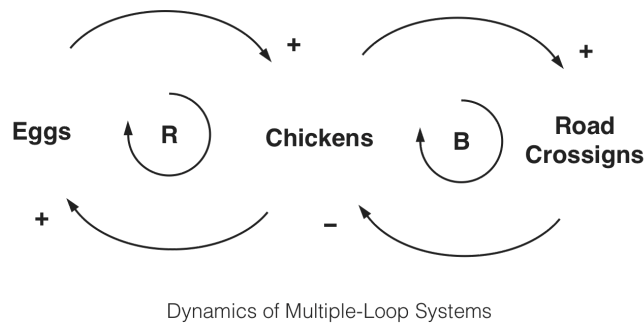 +
+
Eggs
R
Chickens
B
Road
Crossigns
+
–
Dynamics of Multiple-Loop Systems